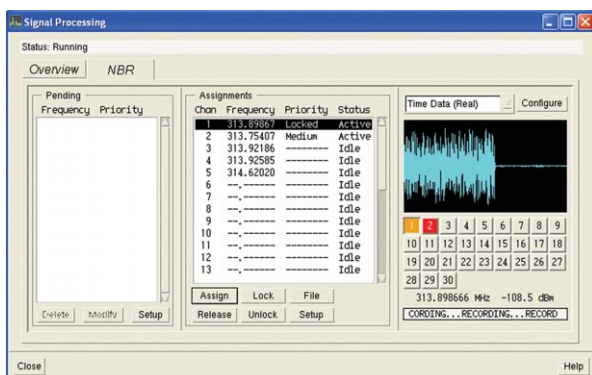 Signal Processing
Status: Running
Overview NBR
Pending
Frequency Priority
Delete Modify Setup
Assignments
Chan Frequency Priority Status
1 313.89867 Locked Active
2 313.75407 Medium Active
3 313.92186 -------- Idle
4 313.92585 -------- Idle
5 314.62020 -------- Idle
6 --.------ -------- Idle
7 --.------ -------- Idle
8 --.------ -------- Idle
9 --.------ -------- Idle
10 --.------ -------- Idle
11 --.------ -------- Idle
12 --.------ -------- Idle
13 --.------ -------- Idle
Assign Lock File
Release Unlock Setup
Time Data (Real) Configure
1 2 3 4 5 6 7 8 9
10 11 12 13 14 15 16 17 18
19 20 21 22 23 24 25 26 27
28 29 30
313.898666 MHz -108.5 dBm
CORDING...RECORDING...RECORD
Close Help